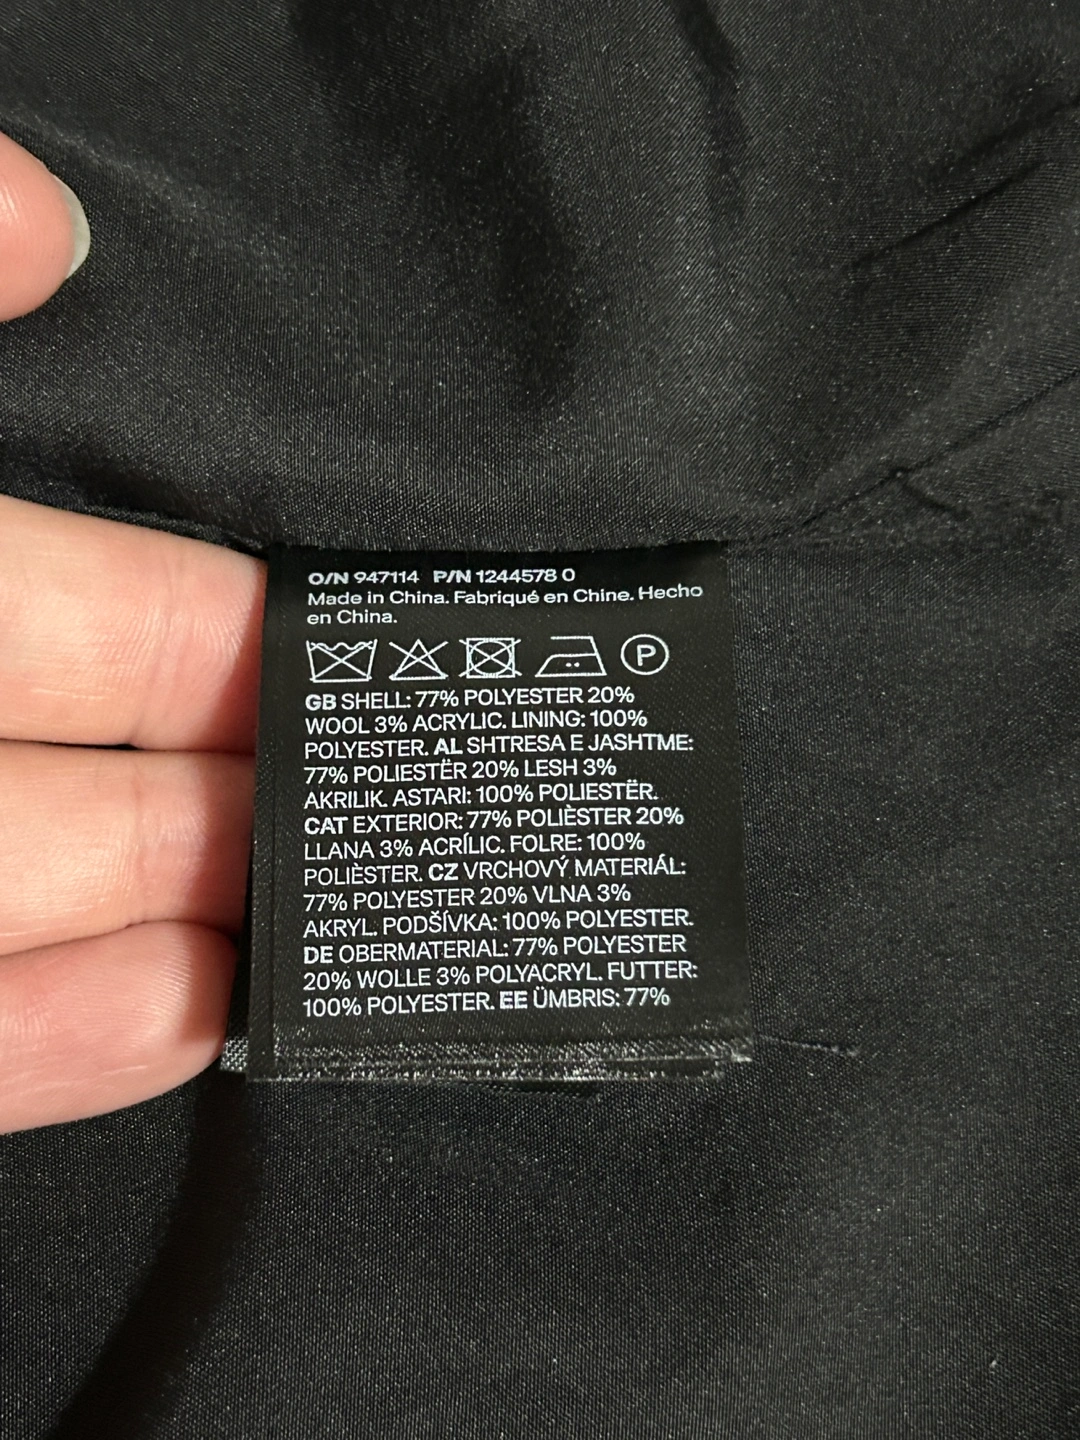 O/N 947114 P/N 1244578 0
Made in China. Fabriqué en Chine. Hecho
en China.
P
GB SHELL: 77% POLYESTER 20%
WOOL 3% ACRYLIC. LINING: 100%
POLYESTER. AL SHTRESA E JASHTME:
77% POLIESTËR 20% LESH 3%
AKRILIK. ASTARI: 100% POLIESTËR.
CAT EXTERIOR: 77% POLIÈSTER 20%
LLANA 3% ACRÍLIC. FOLRE: 100%
POLIÈSTER. CZ VRCHOVÝ MATERIÁL:
77% POLYESTER 20% VLNA 3%
AKRYL. PODŠÍVKA: 100% POLYESTER.
DE OBERMATERIAL: 77% POLYESTER
20% WOLLE 3% POLYACRYL. FUTTER:
100% POLYESTER. EE ÜMBRIS: 77%